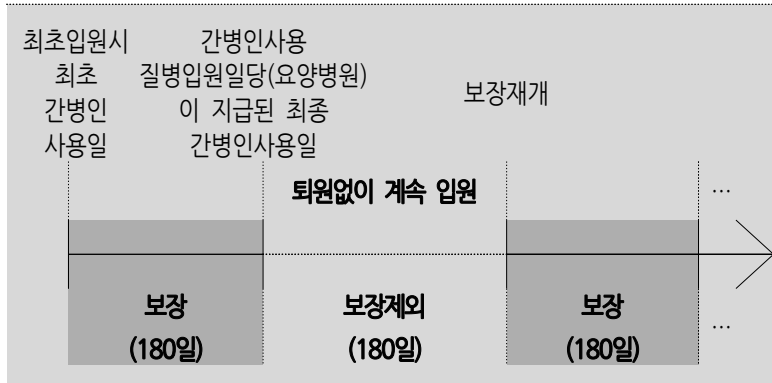 최초입원시
최초
간병인
사용일
간병인사용
질병입원일당(요양병원)
이 지급된 최종
간병인사용일
보장재개
퇴원없이 계속 입원
…
보장
(180일)
보장제외
(180일)
보장
(180일)
…